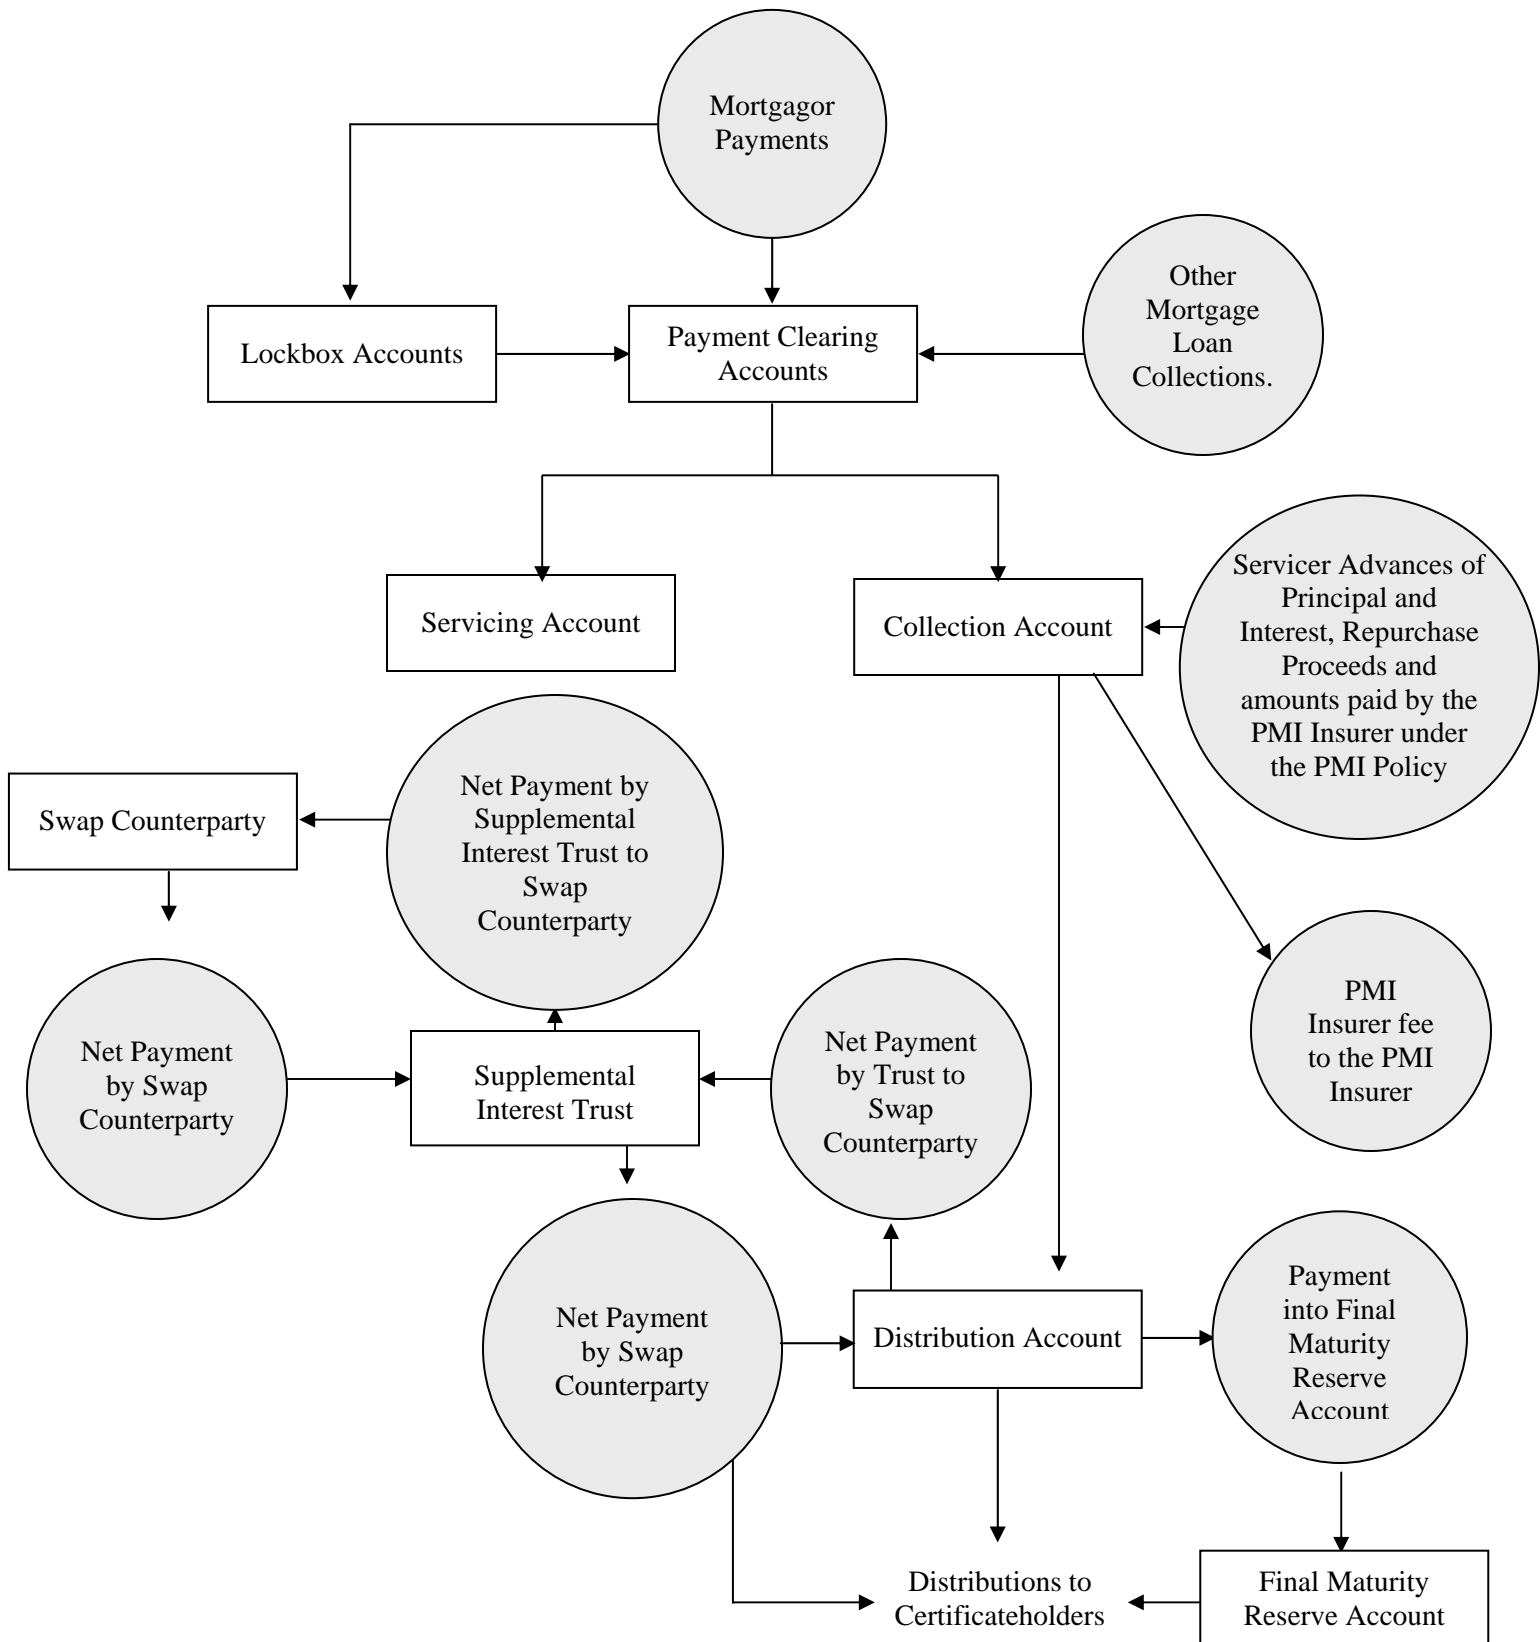 Mortgagor
Payments
Other
Mortgage
Loan
Collections.
Lockbox Accounts
Payment Clearing
Accounts
Servicing Account
Collection Account
Servicer Advances of
Principal and
Interest, Repurchase
Proceeds and
amounts paid by the
PMI Insurer under
the PMI Policy
Swap Counterparty
Net Payment by
Supplemental
Interest Trust to
Swap
Counterparty
Net Payment
by Swap
Counterparty
Supplemental
Interest Trust
Net Payment
by Trust to
Swap
Counterparty
PMI
Insurer fee
to the PMI
Insurer
Net Payment
by Swap
Counterparty
Distribution Account
Payment
into Final
Maturity
Reserve
Account
Distributions to
Certificateholders
Final Maturity
Reserve Account